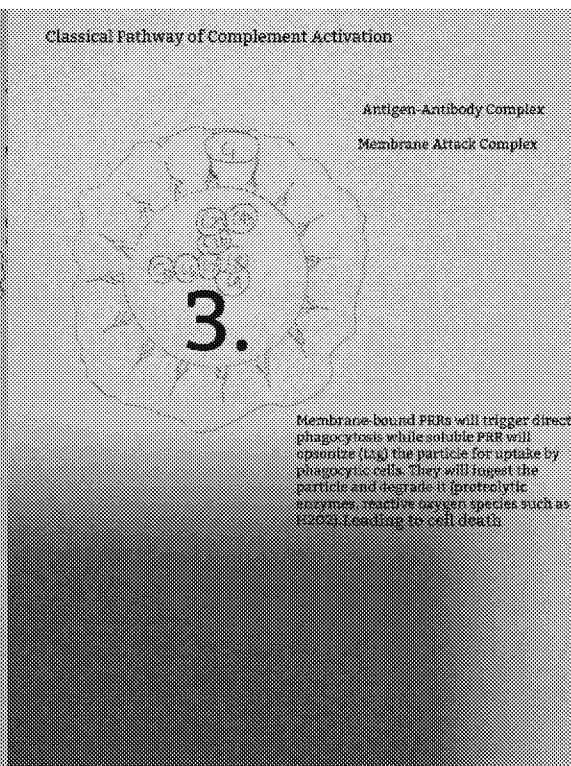 Classical Pathway of Complement Activation
Antigen-Antibody Complex
Membrane Attack Complex
3.
Membrane-bound PRRs will trigger direct
phagocytosis while soluble PRR will
opsonize (tag) the particle for uptake by
phagocytic cells. They will ingest the
particle and degrade it (proteolytic
enzymes, reactive oxygen species such as
H2O2).Leading to cell death